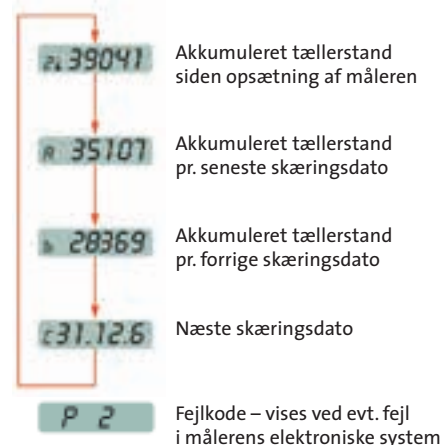 39041
Akkumuleret tællerstand
siden opsætning af måleren
A 35107
Akkumuleret tællerstand
pr. seneste skæringsdato
b 28369
Akkumuleret tællerstand
pr. forrige skæringsdato
c31.12.6
Næste skæringsdato
P 2
Fejlkode – vises ved evt. fejl
i målerens elektroniske system